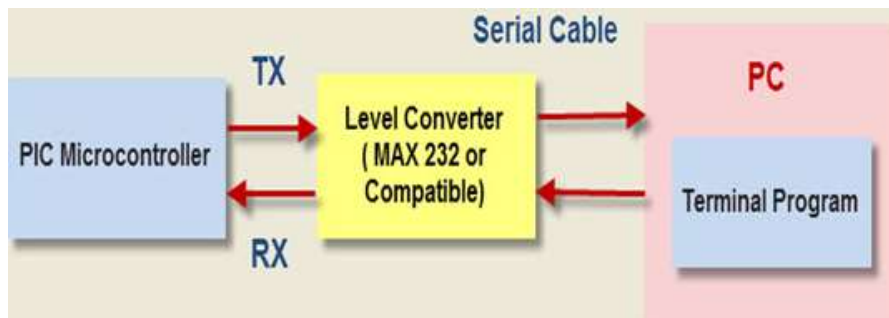 Serial Cable
TX
PC
PIC Microcontroller
Level Converter
( MAX 232 or
Compatible)
Terminal Program
RX